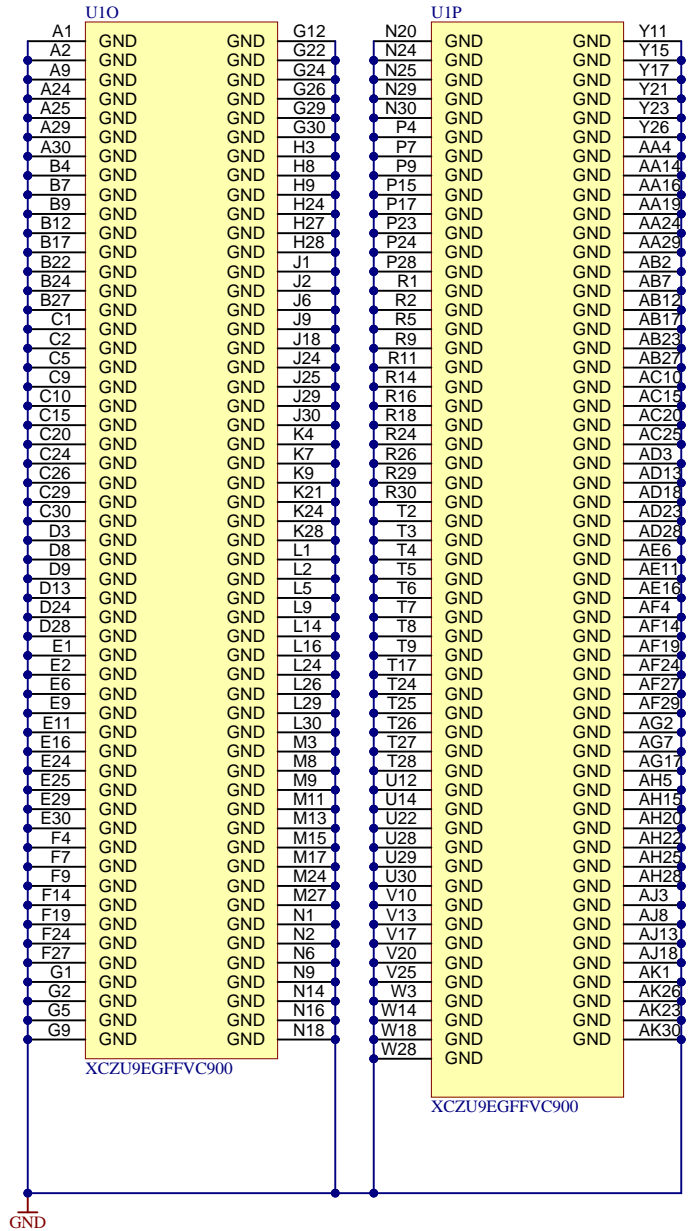 U1O
A1 GND GND G12
A2 GND GND G22
A9 GND GND G24
A24 GND GND G26
A25 GND GND G29
A29 GND GND G30
A30 GND GND H3
B4 GND GND H8
B7 GND GND H9
B9 GND GND H24
B12 GND GND H27
B17 GND GND H28
B22 GND GND J1
B24 GND GND J2
B27 GND GND J6
C1 GND GND J9
C2 GND GND J18
C5 GND GND J24
C9 GND GND J25
C10 GND GND J29
C15 GND GND J30
C20 GND GND K4
C24 GND GND K7
C26 GND GND K9
C29 GND GND K21
C30 GND GND K24
D3 GND GND K28
D8 GND GND L1
D9 GND GND L2
D13 GND GND L5
D24 GND GND L9
D28 GND GND L14
E1 GND GND L16
E2 GND GND L24
E6 GND GND L26
E9 GND GND L29
E11 GND GND L30
E16 GND GND M3
E24 GND GND M8
E25 GND GND M9
E29 GND GND M11
E30 GND GND M13
F4 GND GND M15
F7 GND GND M17
F9 GND GND M24
F14 GND GND M27
F19 GND GND N1
F24 GND GND N2
F27 GND GND N6
G1 GND GND N9
G2 GND GND N14
G5 GND GND N16
G9 GND GND N18
XCZU9EGFFVC900
U1P
N20 GND GND Y11
N24 GND GND Y15
N25 GND GND Y17
N29 GND GND Y21
N30 GND GND Y23
P4 GND GND Y26
P7 GND GND AA4
P9 GND GND AA14
P15 GND GND AA16
P17 GND GND AA19
P23 GND GND AA24
P24 GND GND AA29
P28 GND GND AB2
R1 GND GND AB7
R2 GND GND AB12
R5 GND GND AB17
R9 GND GND AB23
R11 GND GND AB27
R14 GND GND AC10
R16 GND GND AC15
R18 GND GND AC20
R24 GND GND AC25
R26 GND GND AD3
R29 GND GND AD13
R30 GND GND AD18
T2 GND GND AD23
T3 GND GND AD28
T4 GND GND AE6
T5 GND GND AE11
T6 GND GND AE16
T7 GND GND AF4
T8 GND GND AF14
T9 GND GND AF19
T17 GND GND AF24
T24 GND GND AF27
T25 GND GND AF29
T26 GND GND AG2
T27 GND GND AG7
T28 GND GND AG17
U12 GND GND AH5
U14 GND GND AH15
U22 GND GND AH20
U28 GND GND AH22
U29 GND GND AH25
U30 GND GND AH28
V10 GND GND AJ3
V13 GND GND AJ8
V17 GND GND AJ13
V20 GND GND AJ18
V25 GND GND AK1
W3 GND GND AK26
W14 GND GND AK23
W18 GND GND AK30
W28 GND
XCZU9EGFFVC900
GND